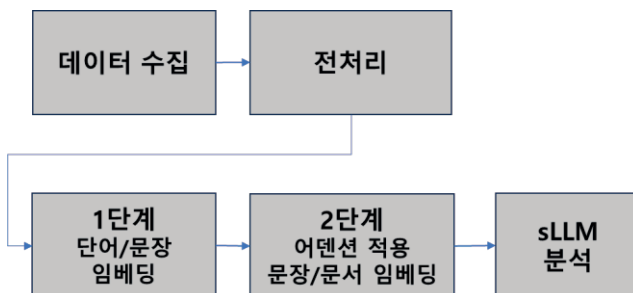 데이터 수집
전처리
1단계
단어/문장
임베딩
2단계
어덴션 적용
문장/문서 임베딩
sLLM
분석